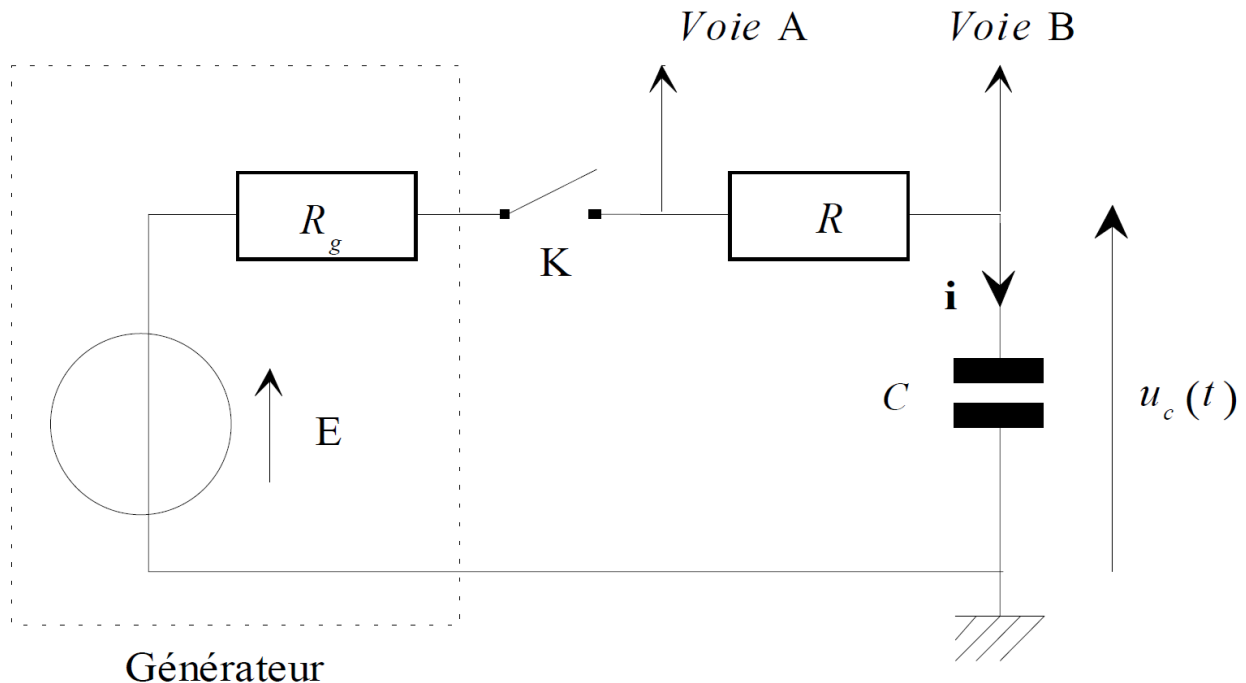 Voie A
Voie B
R_g
K
R
i
E
C
u_c(t)
Générateur